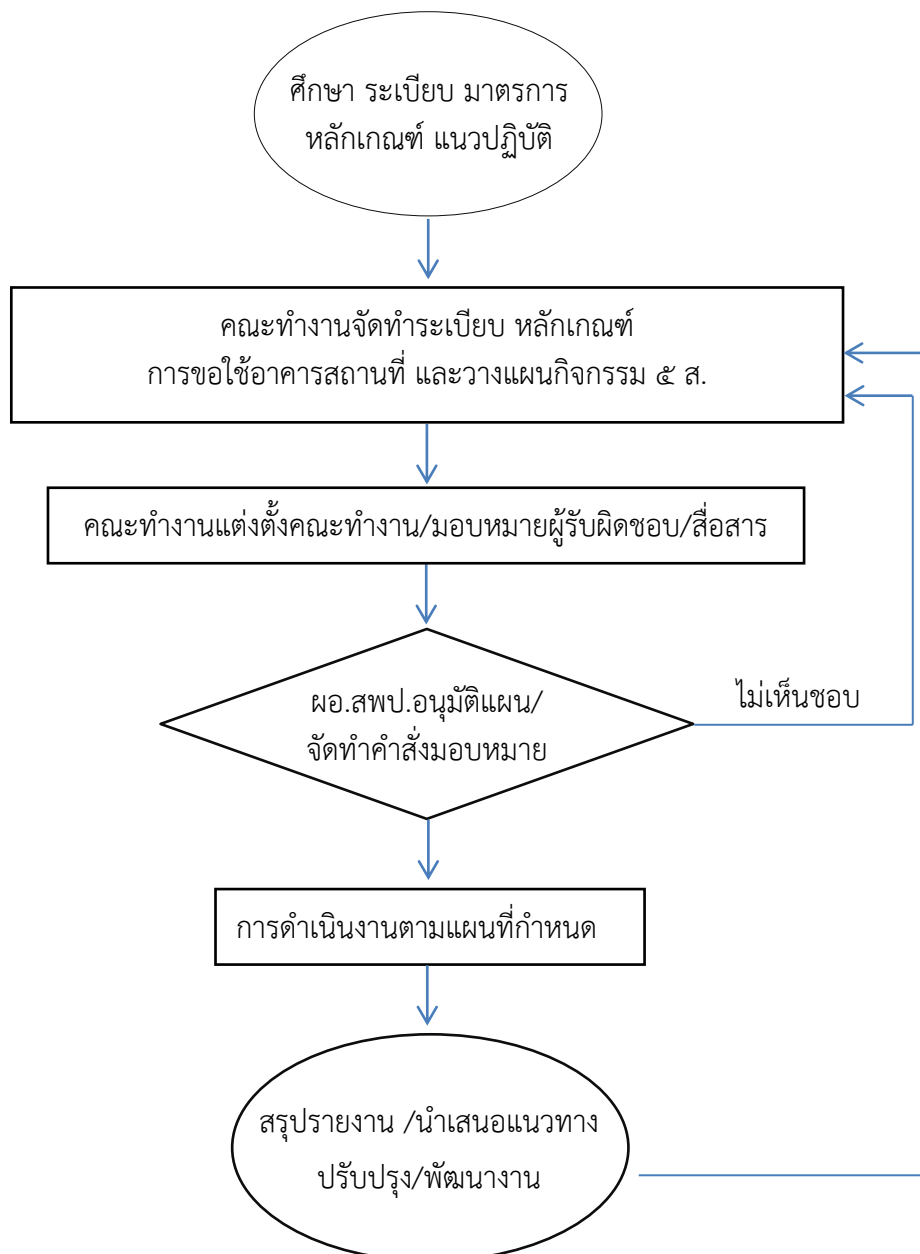 ศึกษา ระเบียบ มาตรการ
หลักเกณฑ์ แนวปฏิบัติ
คณะทำงานจัดทำระเบียบ หลักเกณฑ์
การขอใช้อาคารสถานที่ และวางแผนกิจกรรม ๕ ส.
คณะทำงานแต่งตั้งคณะทำงาน/มอบหมายผู้รับผิดชอบ/สื่อสาร
ผอ.สพป.อนุมัติแผน/
จัดทำคำสั่งมอบหมาย
ไม่เห็นชอบ
การดำเนินงานตามแผนที่กำหนด
สรุปรายงาน /นำเสนอแนวทาง
ปรับปรุง/พัฒนางาน